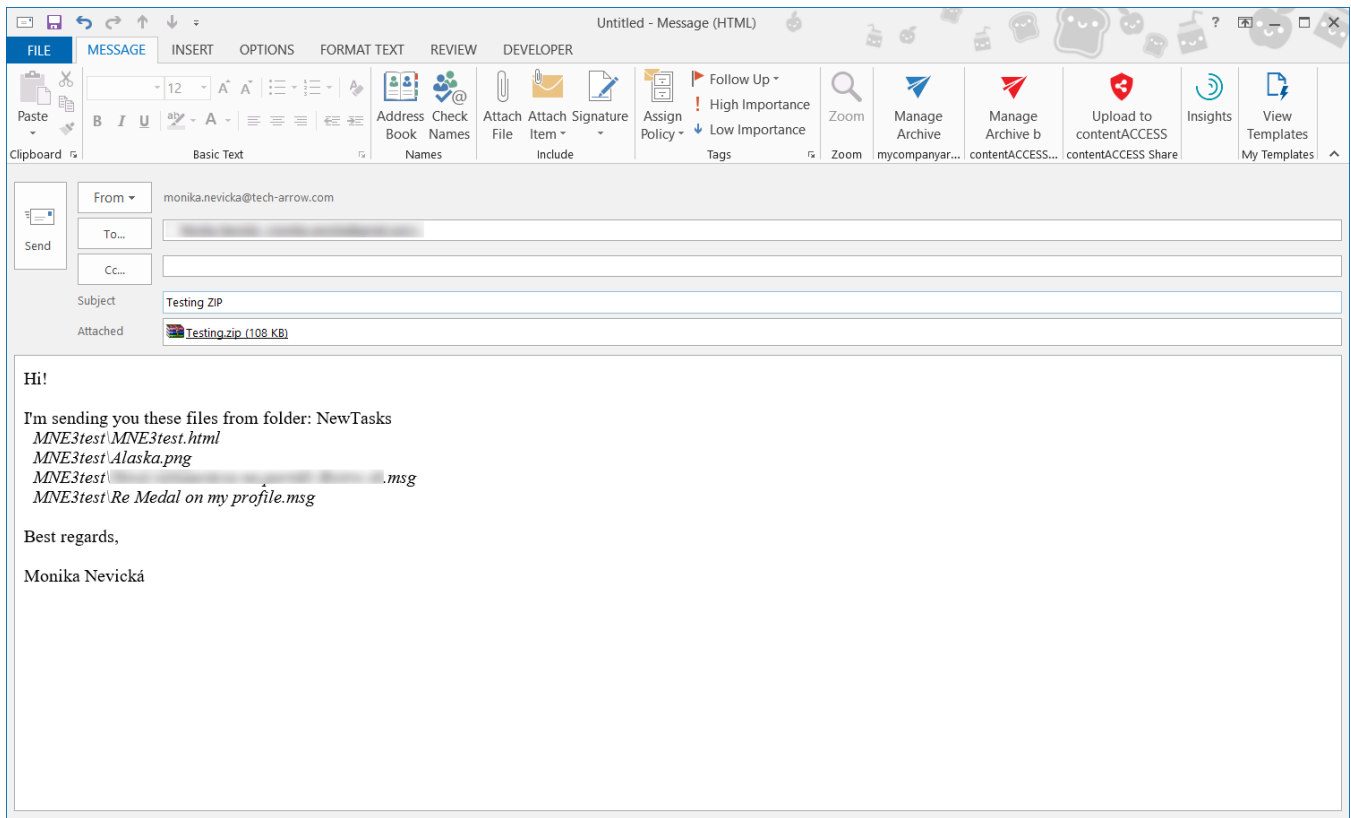 Untitled - Message (HTML)
?
FILE MESSAGE INSERT OPTIONS FORMAT TEXT REVIEW DEVELOPER
Paste
Clipboard
12
B I U
Basic Text
Address Book
Check Names
Names
Attach File
Attach Item
Signature
Include
Assign Policy
Follow Up
High Importance
Low Importance
Tags
Zoom
Zoom
Manage Archive
mycompanyar...
Manage Archive b
contentACCESS...
Upload to contentACCESS
contentACCESS Share
Insights
View Templates
My Templates
Send
From monika.nevicka@tech-arrow.com
To...
Cc...
Subject Testing ZIP
Attached Testing.zip (108 KB)
Hi!
I'm sending you these files from folder: NewTasks
MNE3test\MNE3test.html
MNE3test\Alaska.png
MNE3test\ .msg
MNE3test\Re Medal on my profile.msg
Best regards,
Monika Nevická